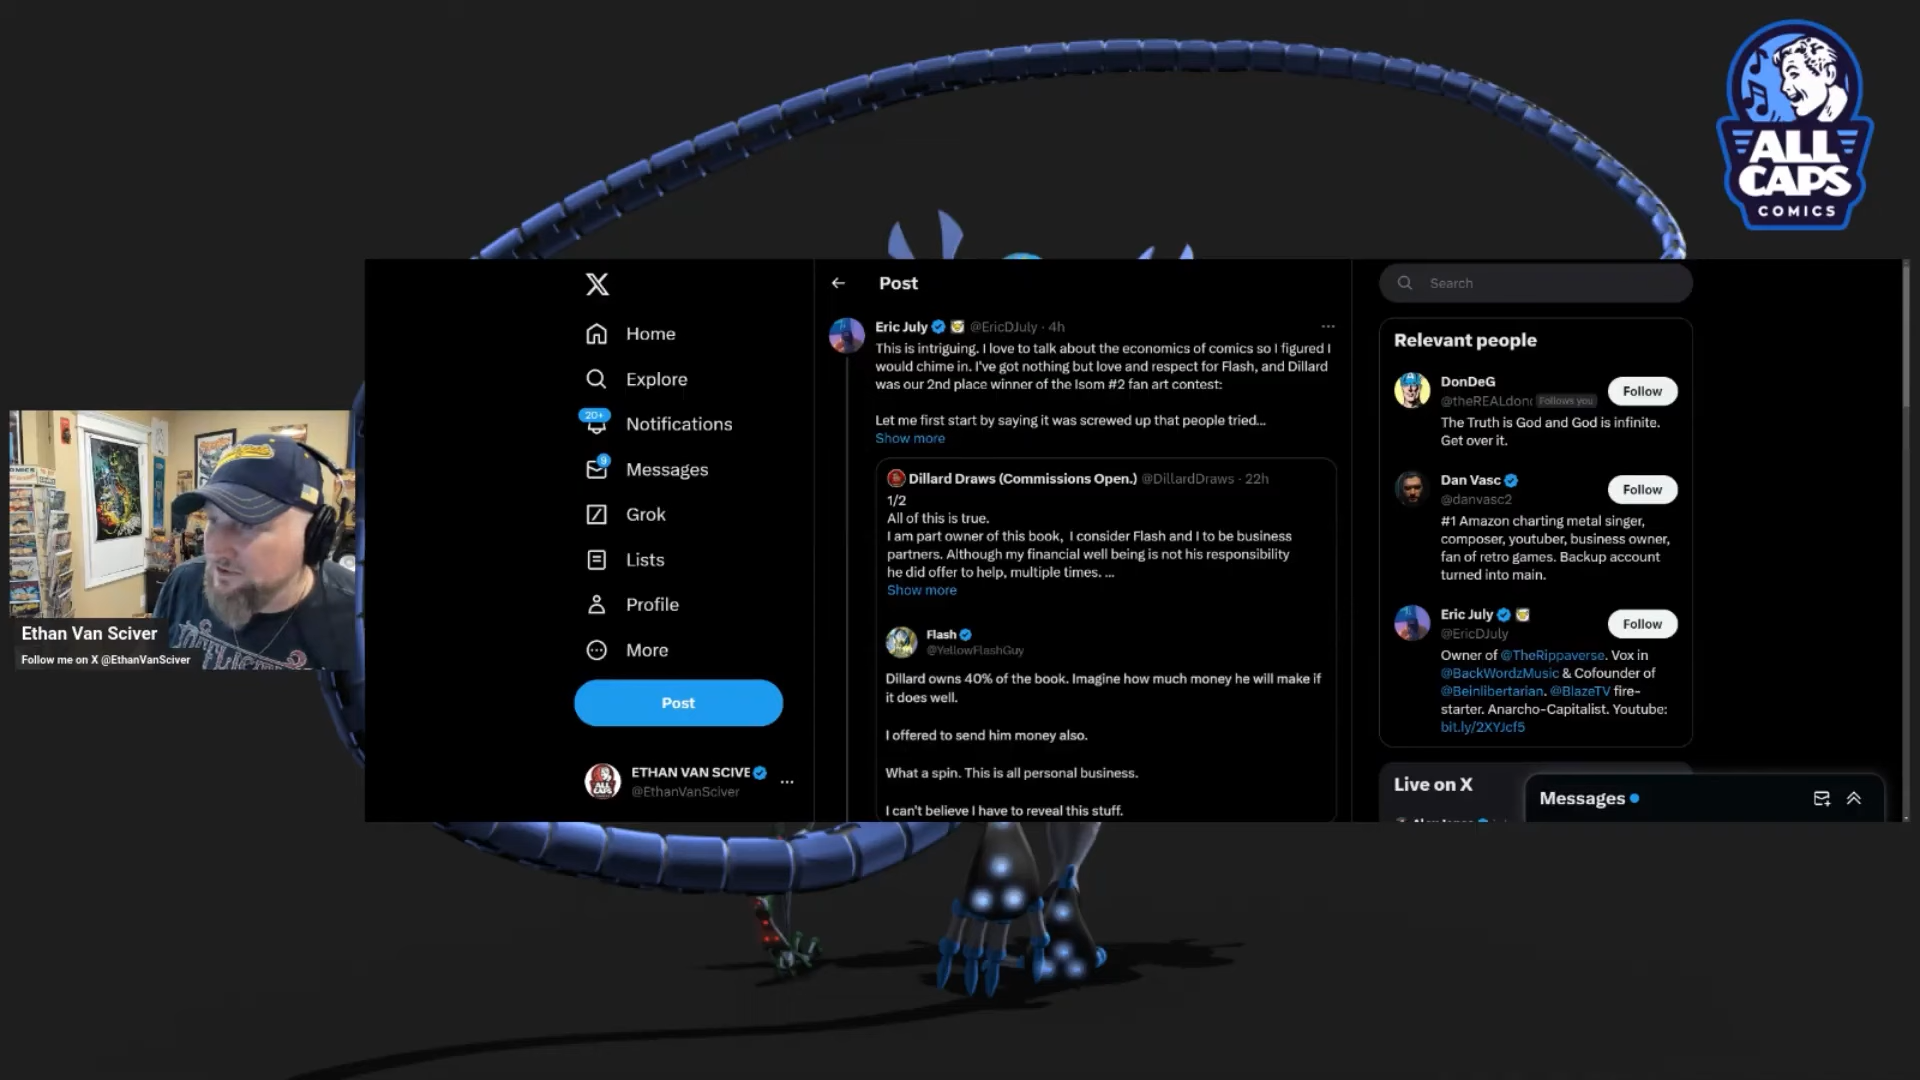 ALL
CAPS
COMICS
Ethan Van Sciver
Follow me on X @EthanVanSciver
Home
Explore
20+
Notifications
9
Messages
Grok
Lists
Profile
More
Post
ETHAN VAN SCIVE
@EthanVanSciver
Post
Eric July @EricDJuly · 4h
This is intriguing. I love to talk about the economics of comics so I figured I
would chime in. I've got nothing but love and respect for Flash, and Dillard
was our 2nd place winner of the Isom #2 fan art contest:
Let me first start by saying it was screwed up that people tried...
Show more
Dillard Draws (Commissions Open.) @DillardDraws · 22h
1/2
All of this is true.
I am part owner of this book, I consider Flash and I to be business
partners. Although my financial well being is not his responsibility
he did offer to help, multiple times. ...
Show more
Flash
@YellowFlashGuy
Dillard owns 40% of the book. Imagine how much money he will make if
it does well.
I offered to send him money also.
What a spin. This is all personal business.
I can't believe I have to reveal this stuff.
Search
Relevant people
DonDeG
@theREALdon Follows you
Follow
The Truth is God and God is infinite.
Get over it.
Dan Vasc
@danvasc2
Follow
#1 Amazon charting metal singer,
composer, youtuber, business owner,
fan of retro games. Backup account
turned into main.
Eric July
@EricDJuly
Follow
Owner of @TheRippaverse. Vox in
@BackWordzMusic & Cofounder of
@Beinlibertarian. @BlazeTV fire-
starter. Anarcho-Capitalist. Youtube:
bit.ly/2XYJcf5
Live on X
Messages